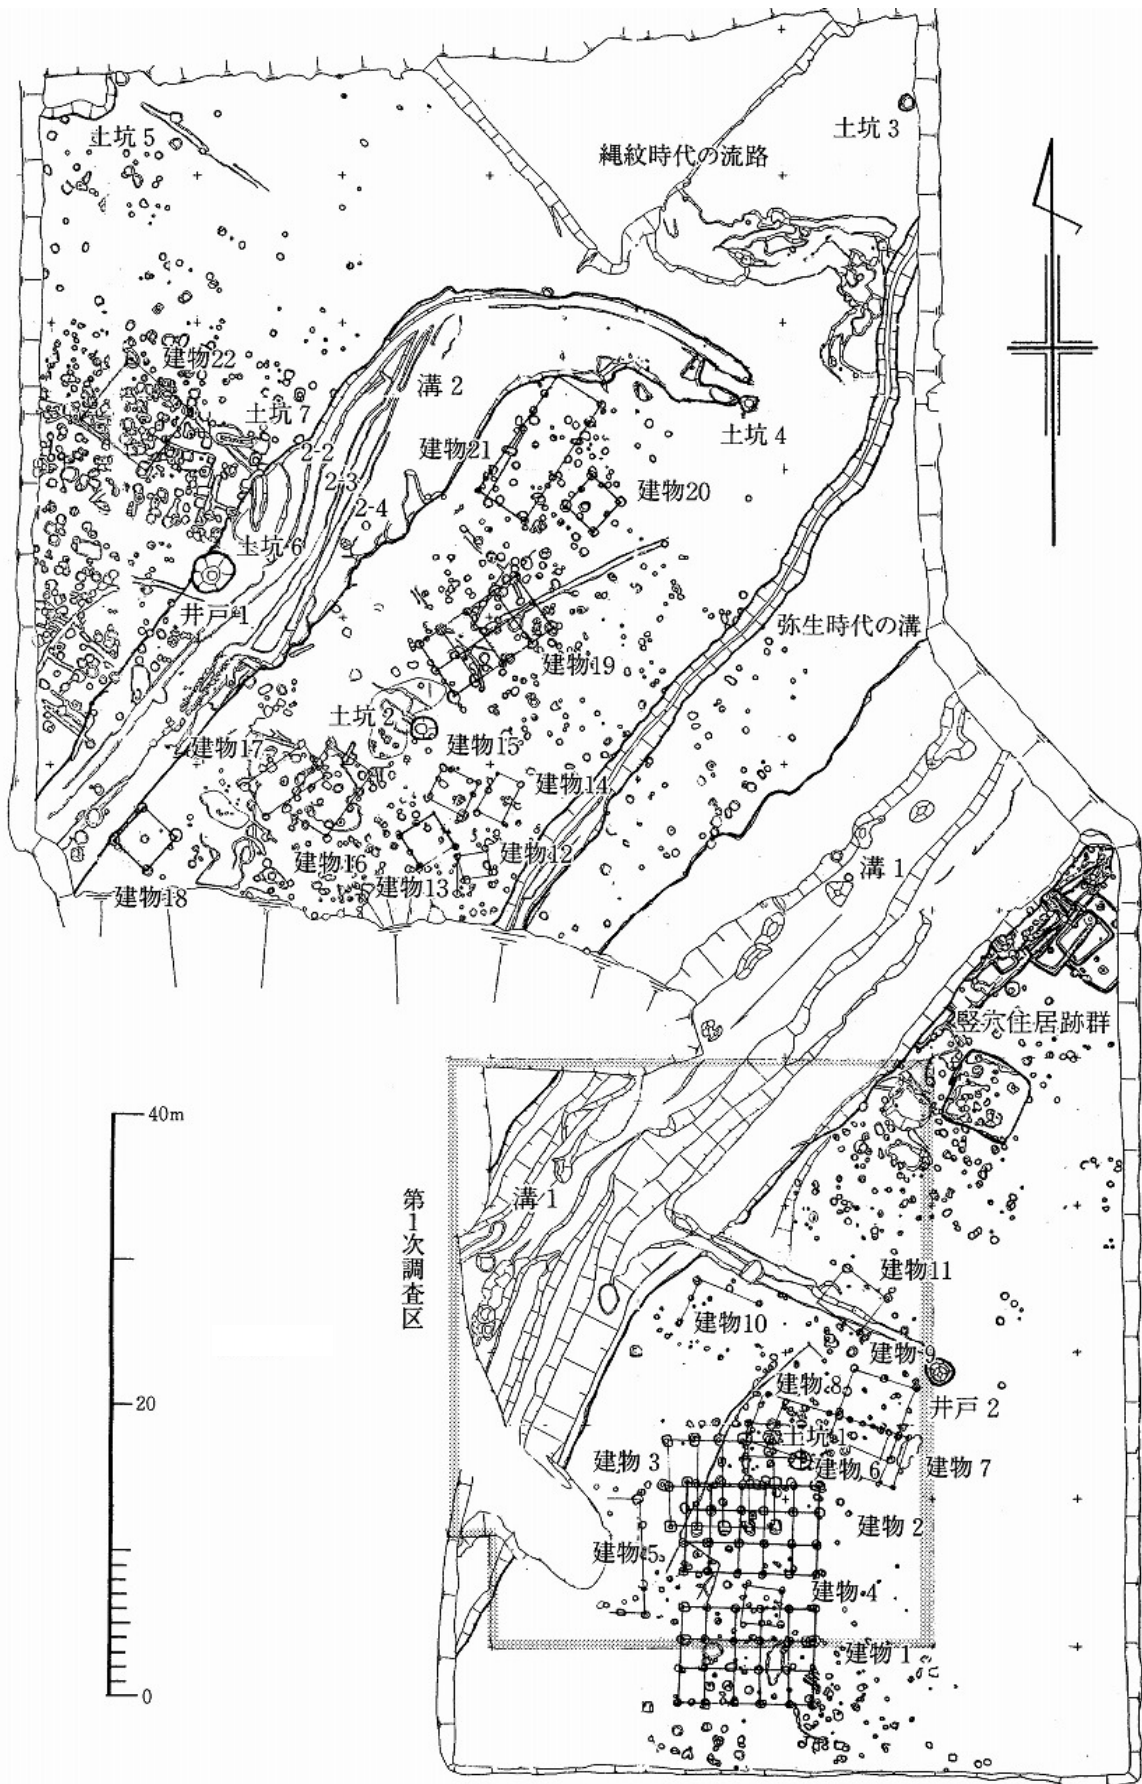 土坑5
土坑3
縄紋時代の流路
建物22
溝2
土坑7
土坑4
建物21
2-2
2-3
建物20
2-4
土坑6
井戸1
弥生時代の溝
建物19
土坑2
建物17
建物15
建物14
溝1
建物16
建物12
建物13
建物18
竪穴住居跡群
40m
溝1
第1次調査区
建物11
建物10
建物9
建物8
井戸2
20
土坑1
建物3
建物6
建物7
建物2
建物5
建物4
建物1
0